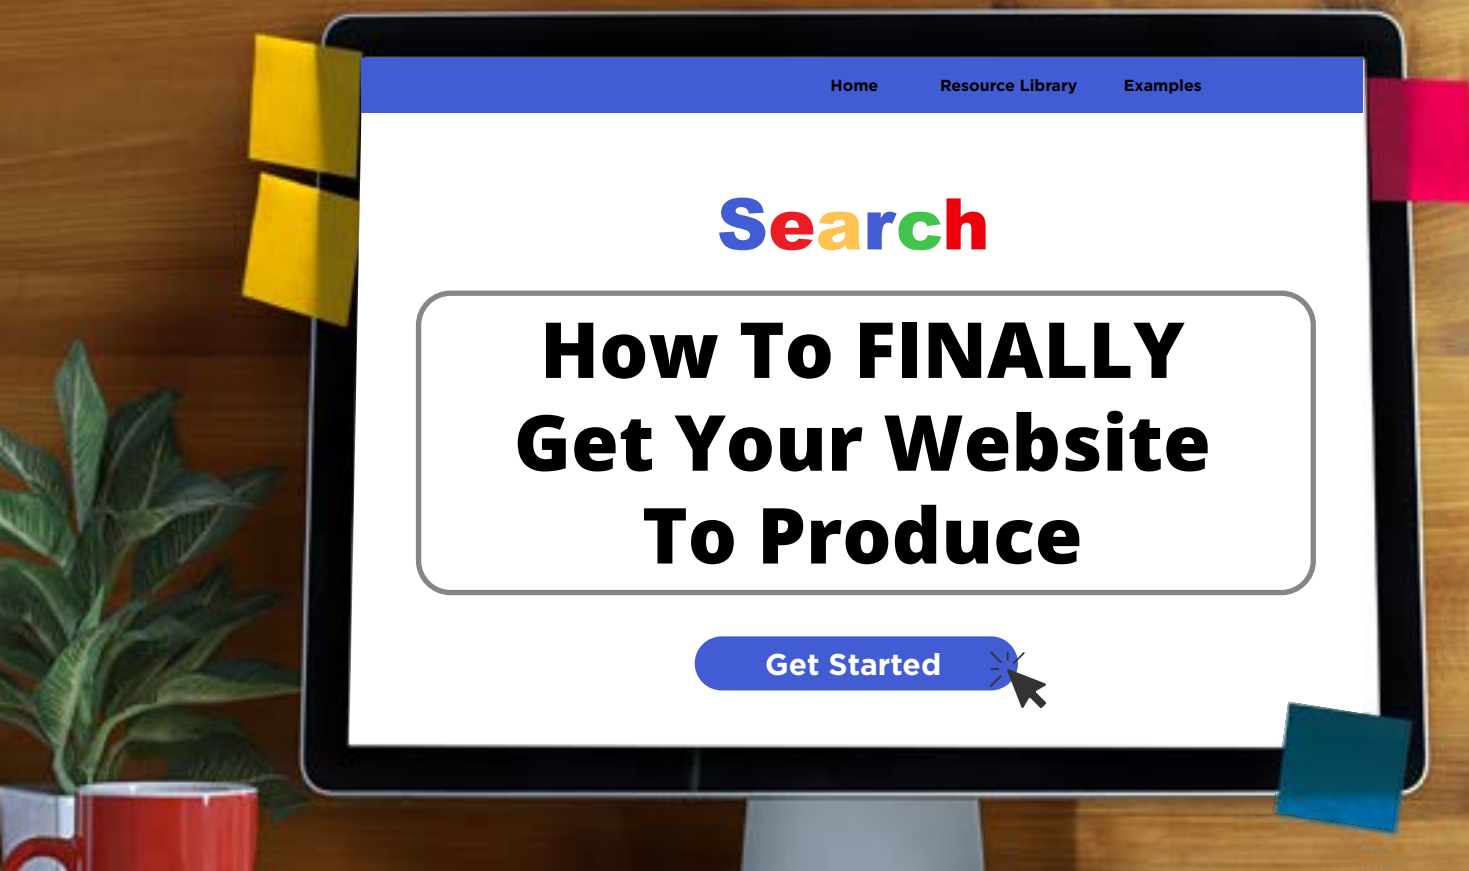 Home Resource Library Examples
Search
How To FINALLY
Get Your Website
To Produce
Get Started